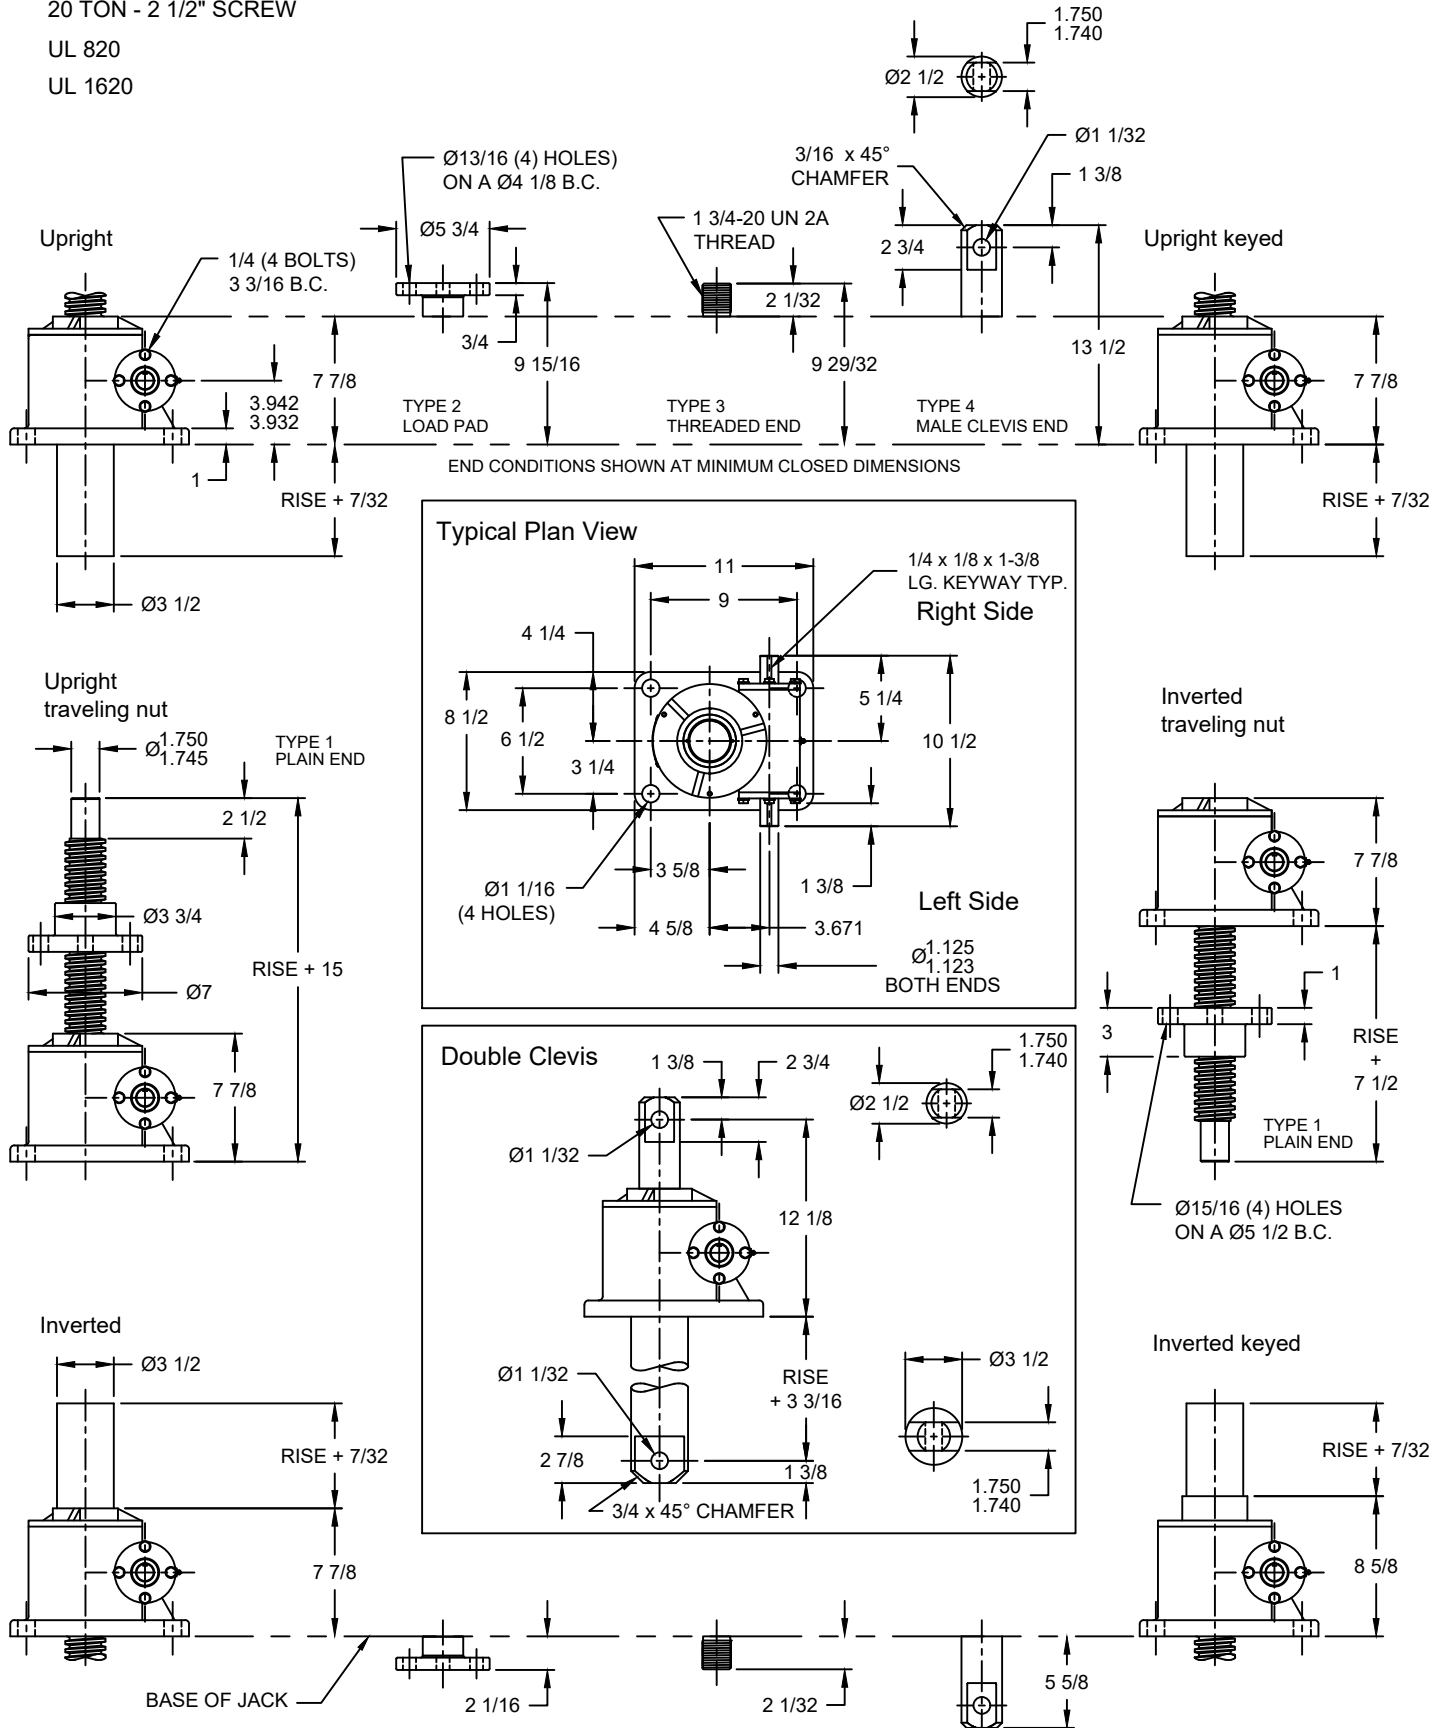 20 TON - 2 1/2" SCREW
UL 820
UL 1620
1.750
1.740
Ø2 1/2
Ø1 1/32
3/16 x 45°
CHAMFER
1 3/8
2 3/4
Ø13/16 (4) HOLES)
ON A Ø4 1/8 B.C.
Ø5 3/4
1 3/4-20 UN 2A
THREAD
2 1/32
3/4
9 15/16
9 29/32
13 1/2
Upright
1/4 (4 BOLTS)
3 3/16 B.C.
7 7/8
3.942
3.932
1
RISE + 7/32
Ø3 1/2
TYPE 2
LOAD PAD
TYPE 3
THREADED END
TYPE 4
MALE CLEVIS END
END CONDITIONS SHOWN AT MINIMUM CLOSED DIMENSIONS
Upright keyed
7 7/8
RISE + 7/32
Typical Plan View
11
9
1/4 x 1/8 x 1-3/8
LG. KEYWAY TYP.
Right Side
4 1/4
8 1/2
6 1/2
3 1/4
5 1/4
10 1/2
Ø1 1/16
(4 HOLES)
3 5/8
4 5/8
3.671
1 3/8
Left Side
Ø1.125
1.123
BOTH ENDS
Upright
traveling nut
Ø1.750
1.745
TYPE 1
PLAIN END
2 1/2
Ø3 3/4
RISE + 15
Ø7
7 7/8
Inverted
traveling nut
7 7/8
1
3
RISE
+
7 1/2
TYPE 1
PLAIN END
Ø15/16 (4) HOLES
ON A Ø5 1/2 B.C.
Double Clevis
1 3/8
2 3/4
1.750
1.740
Ø2 1/2
Ø1 1/32
12 1/8
Ø1 1/32
RISE
+ 3 3/16
2 7/8
1 3/8
3/4 x 45° CHAMFER
Ø3 1/2
1.750
1.740
Inverted
Ø3 1/2
RISE + 7/32
7 7/8
BASE OF JACK
2 1/16
2 1/32
5 5/8
Inverted keyed
RISE + 7/32
8 5/8